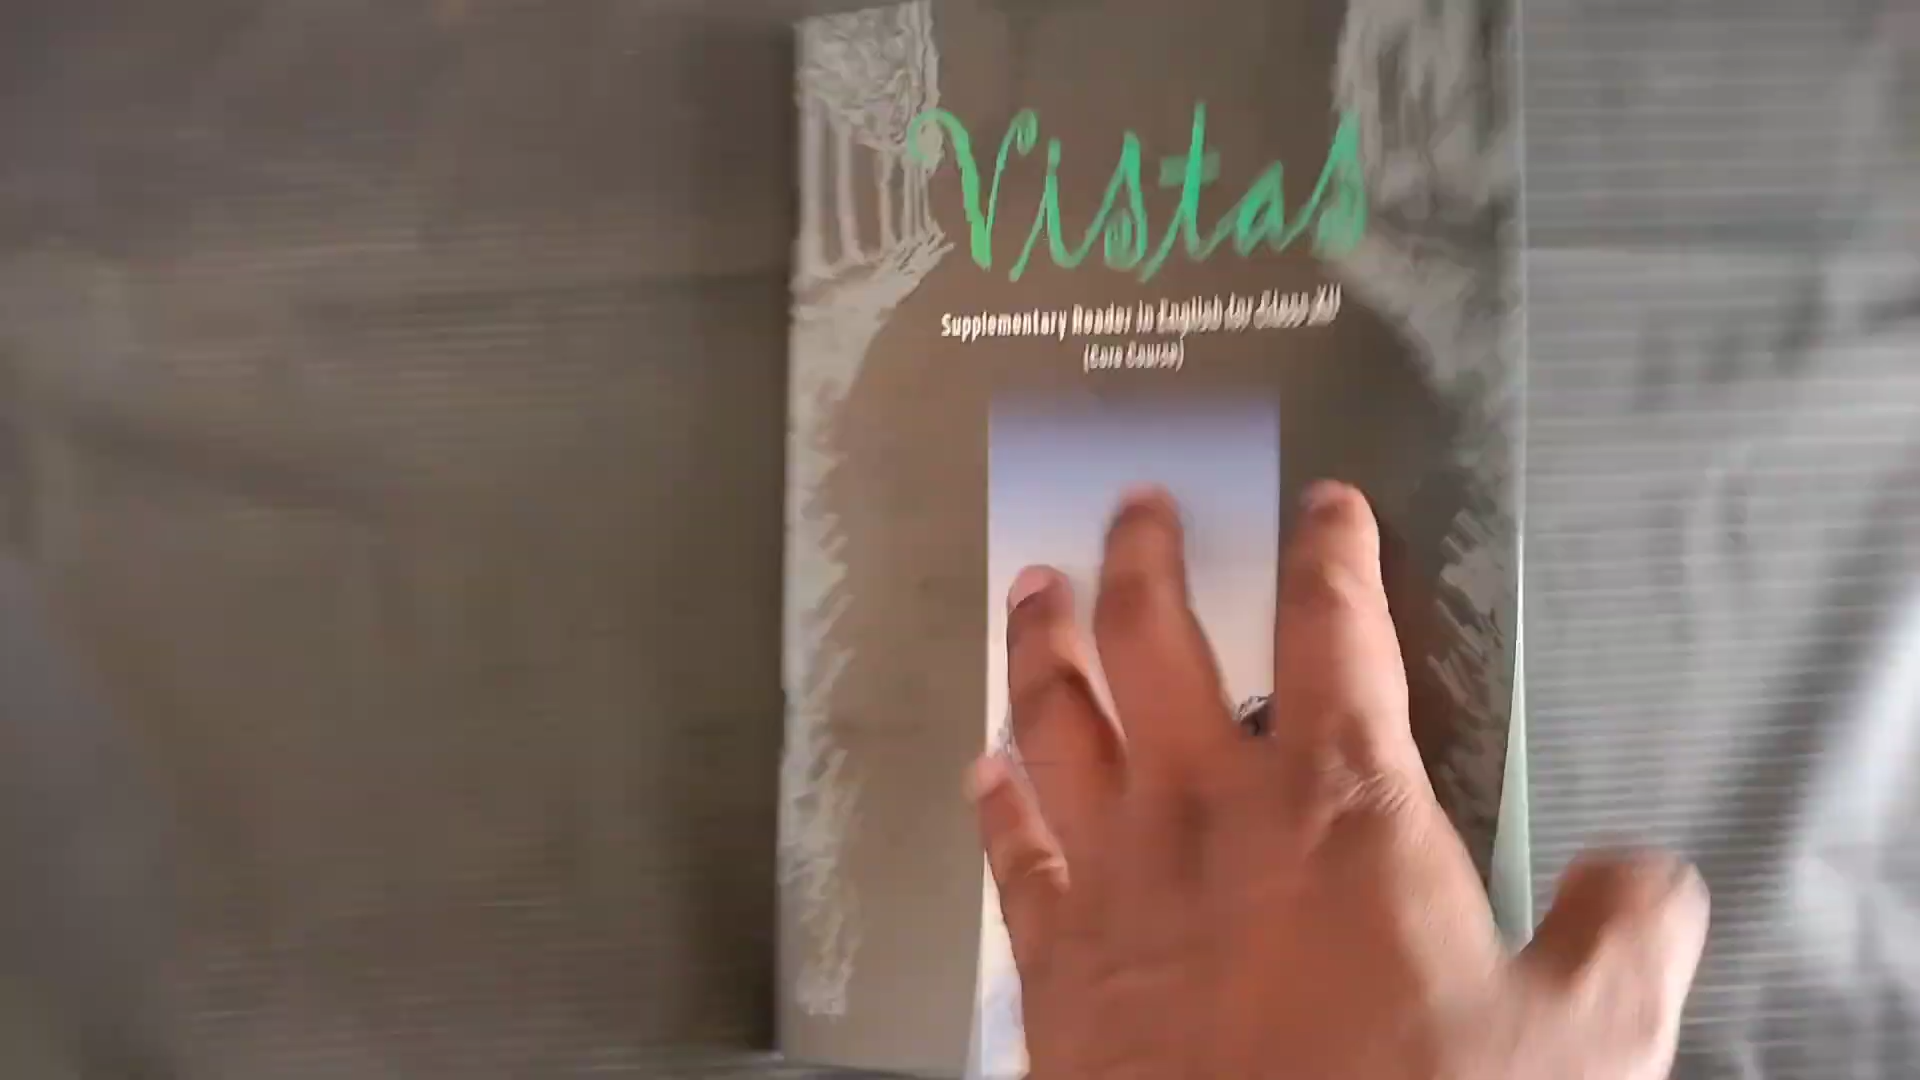 Vistas
Supplementary Reader in English for Class XII
(Core Course)